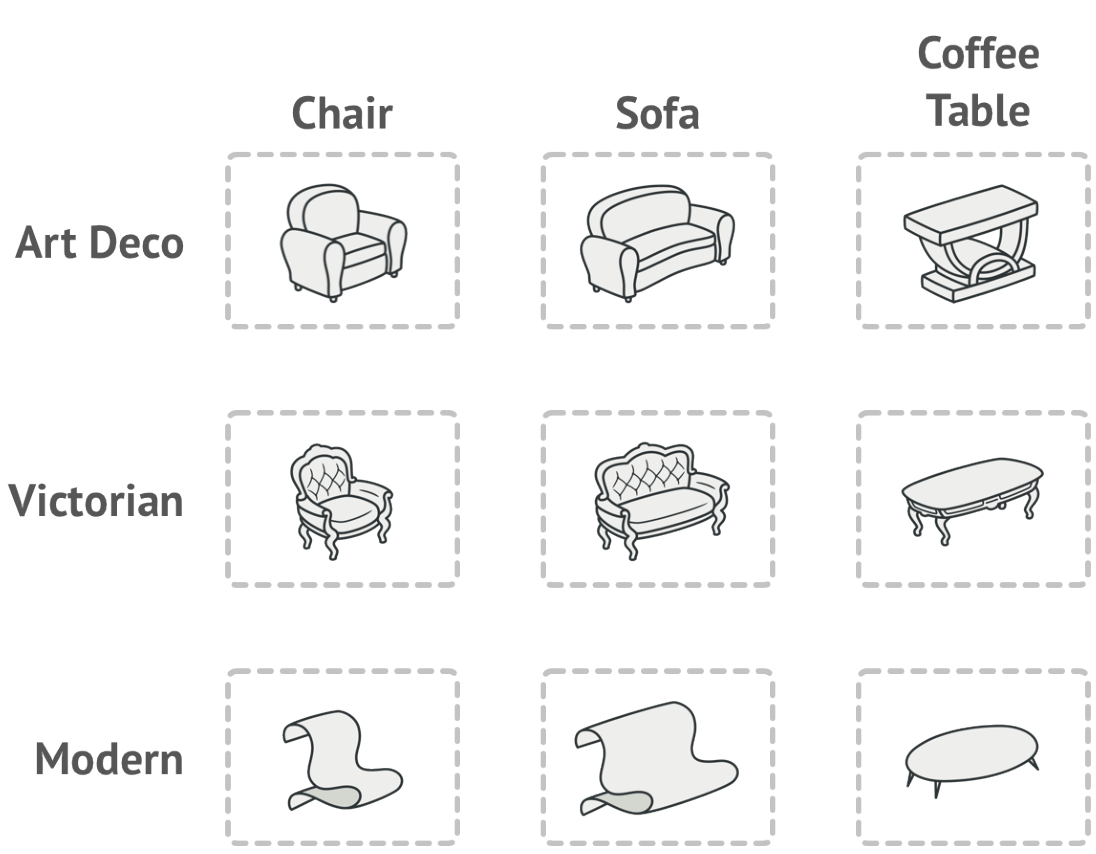 Chair
Sofa
Coffee
Table
Art Deco
Victorian
Modern